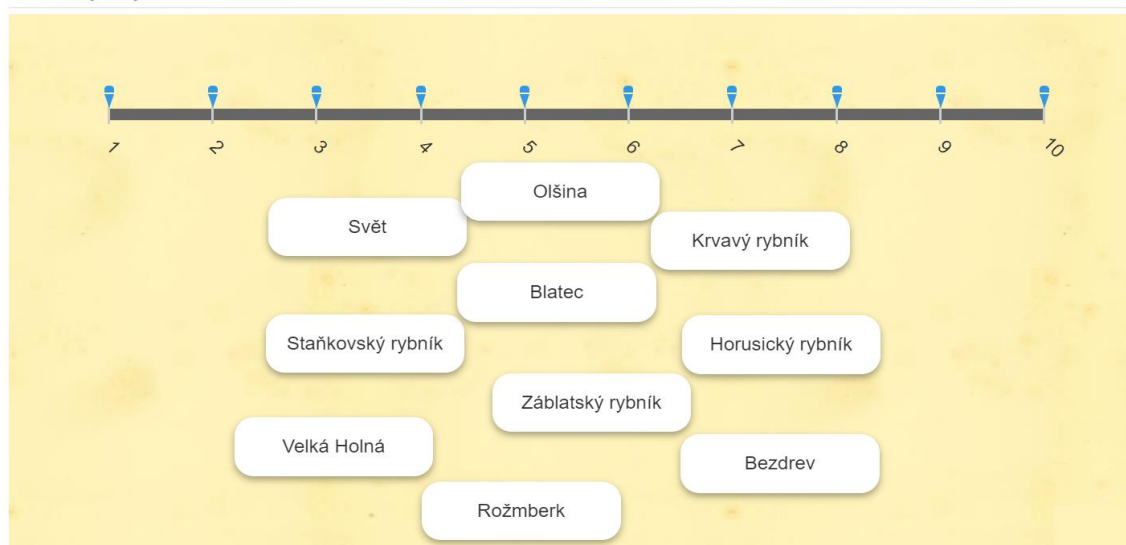 1 2 3 4 5 6 7 8 9 10
Olšina
Svět
Krvavý rybník
Blatec
Staňkovský rybník
Horusický rybník
Záblatský rybník
Velká Holná
Bezdrev
Rožmberk